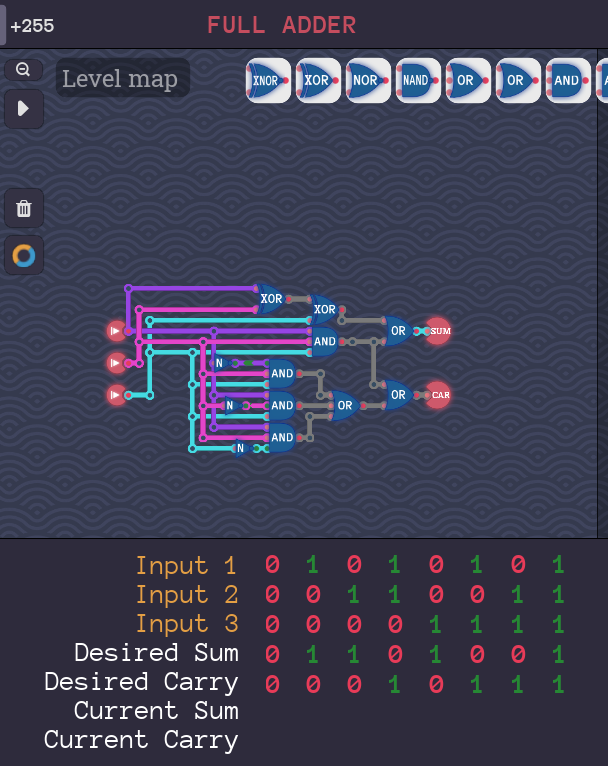 +255
FULL ADDER
Level map
XNOR XOR NOR NAND OR OR AND
XOR
XOR
OR SUM
AND
N
AND
N AND OR OR CAR
AND
N
Input 1 0 1 0 1 0 1 0 1
Input 2 0 0 1 1 0 0 1 1
Input 3 0 0 0 0 1 1 1 1
Desired Sum 0 1 1 0 1 0 0 1
Desired Carry 0 0 0 1 0 1 1 1
Current Sum
Current Carry